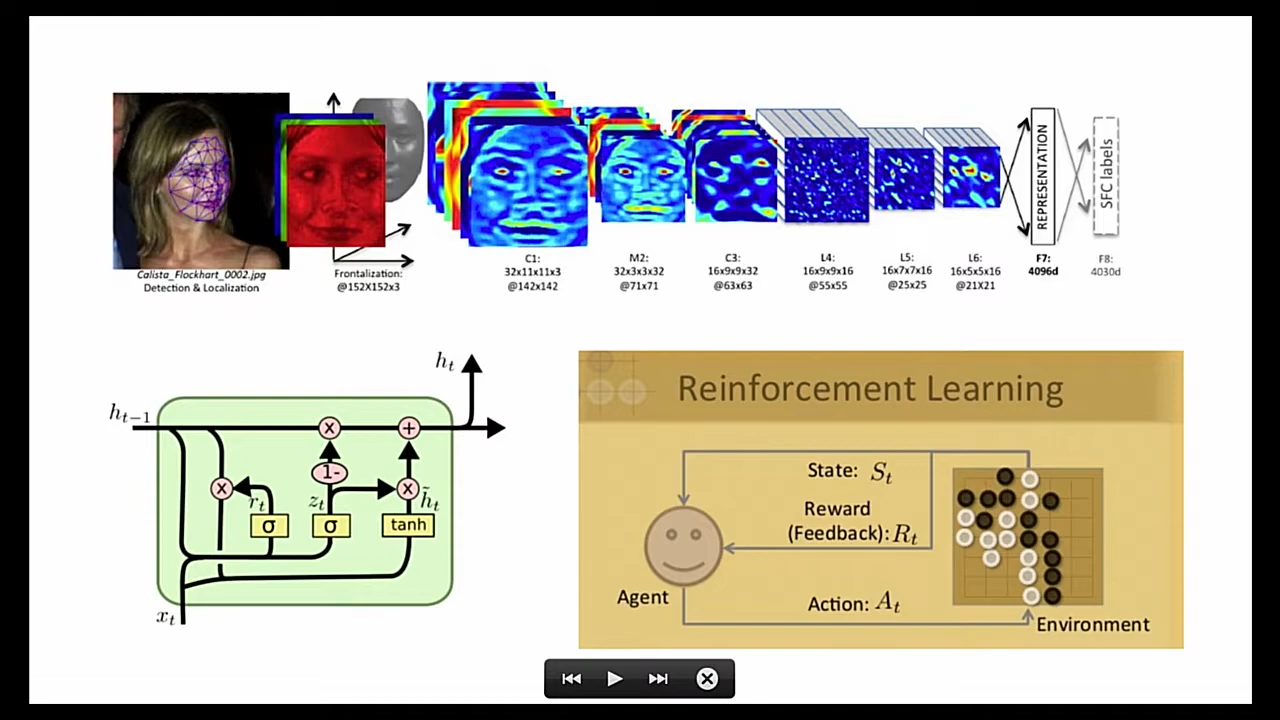 Calista_Flockhart_0002.jpg
Detection & Localization
Frontalization:
@152X152x3
C1:
32x11x11x3
@142x142
M2:
32x3x3x32
@71x71
C3:
16x9x9x32
@63x63
L4:
16x9x9x16
@55x55
L5:
16x7x7x16
@25x25
L6:
16x5x5x16
@21X21
REPRESENTATION
F7:
4096d
SFC labels
F8:
4030d
h_t
h_{t-1}
x
+
1-
x
r_t
z_t
x
h̃_t
σ
σ
tanh
x_t
Reinforcement Learning
State: S_t
Reward
(Feedback): R_t
Agent
Action: A_t
Environment